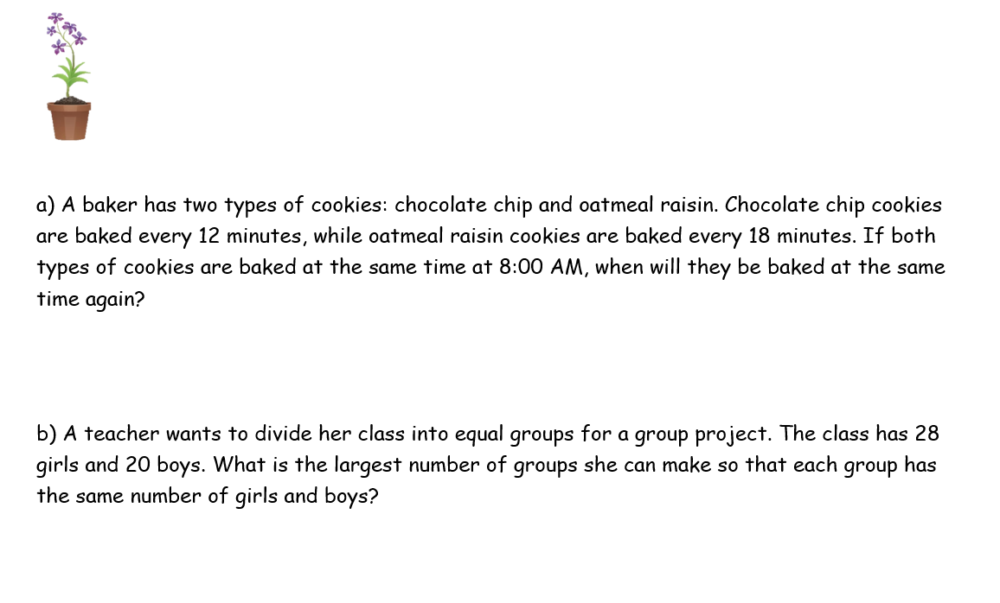 a) A baker has two types of cookies: chocolate chip and oatmeal raisin. Chocolate chip cookies
are baked every 12 minutes, while oatmeal raisin cookies are baked every 18 minutes. If both
types of cookies are baked at the same time at 8:00 AM, when will they be baked at the same
time again?
b) A teacher wants to divide her class into equal groups for a group project. The class has 28
girls and 20 boys. What is the largest number of groups she can make so that each group has
the same number of girls and boys?